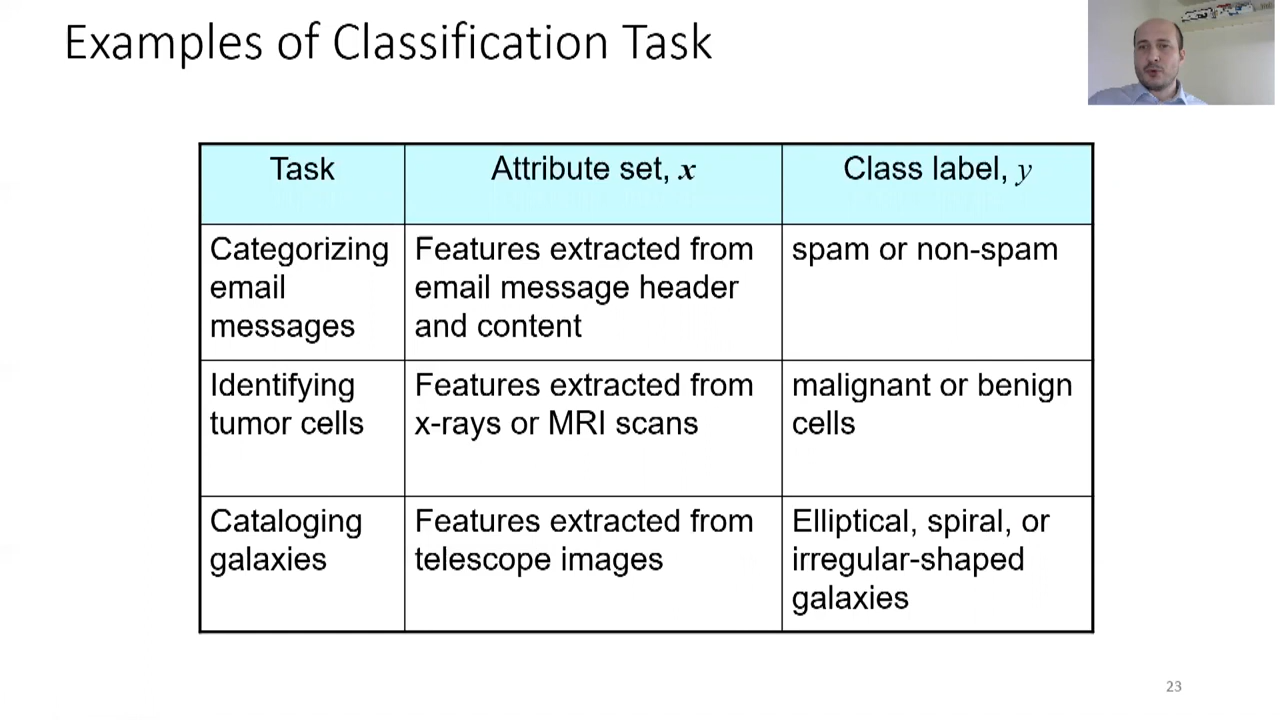 Examples of Classification Task
Task
Attribute set, x
Class label, y
Categorizing
email
messages
Features extracted from
email message header
and content
spam or non-spam
Identifying
tumor cells
Features extracted from
x-rays or MRI scans
malignant or benign
cells
Cataloging
galaxies
Features extracted from
telescope images
Elliptical, spiral, or
irregular-shaped
galaxies
23